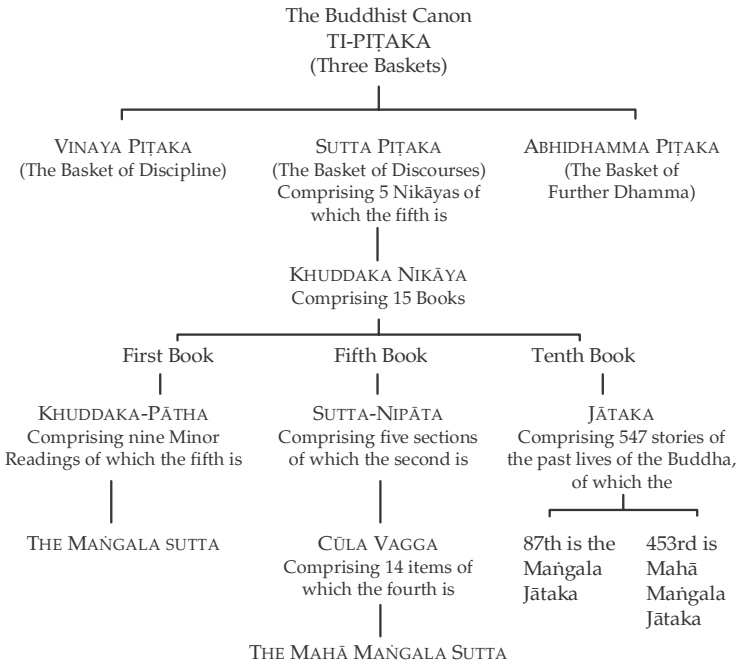 The Buddhist Canon
TI-PIṬAKA
(Three Baskets)
VINAYA PIṬAKA
(The Basket of Discipline)
SUTTA PIṬAKA
(The Basket of Discourses)
Comprising 5 Nikāyas of
which the fifth is
ABHIDHAMMA PIṬAKA
(The Basket of
Further Dhamma)
KHUDDAKA NIKĀYA
Comprising 15 Books
First Book
Fifth Book
Tenth Book
KHUDDAKA-PĀTHA
Comprising nine Minor
Readings of which the fifth is
SUTTA-NIPĀTA
Comprising five sections
of which the second is
JĀTAKA
Comprising 547 stories of
the past lives of the Buddha,
of which the
THE MAṄGALA SUTTA
CŪLA VAGGA
Comprising 14 items of
which the fourth is
87th is the
Maṅgala
Jātaka
453rd is
Mahā
Maṅgala
Jātaka
THE MAHĀ MAṄGALA SUTTA